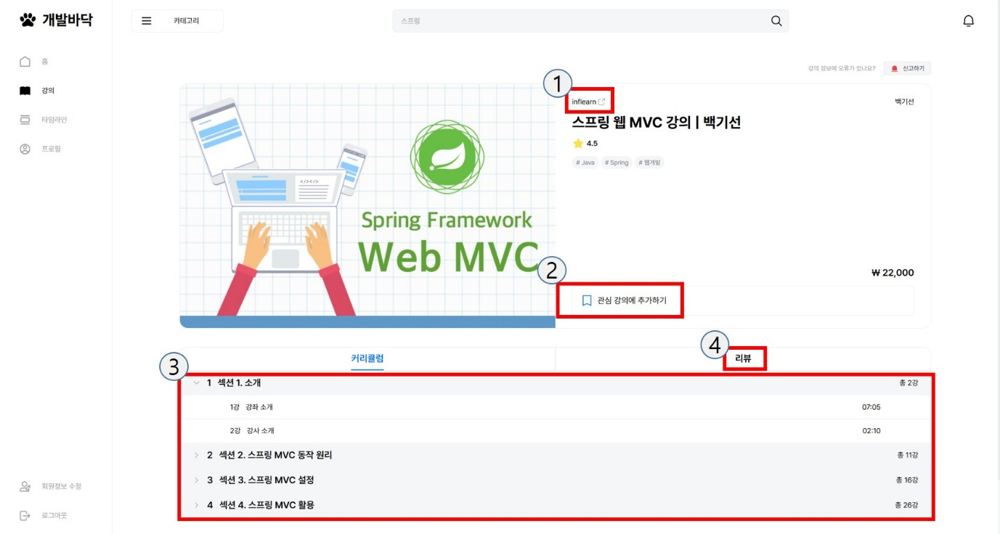 개발바닥
카테고리
스프링
홈
강의
타임라인
프로필
회원정보 수정
로그아웃
강의 정보에 오류가 있나요? 신고하기
1
inflearn 백기선
스프링 웹 MVC 강의 | 백기선
4.5
# Java # Spring # 웹개발
</>
Spring Framework
Web MVC
₩ 22,000
2
관심 강의에 추가하기
4
커리큘럼 리뷰
3
1 섹션 1. 소개 총 2강
1강 강좌 소개 07:05
2강 강사 소개 02:10
2 섹션 2. 스프링 MVC 동작 원리 총 11강
3 섹션 3. 스프링 MVC 설정 총 16강
4 섹션 4. 스프링 MVC 활용 총 26강